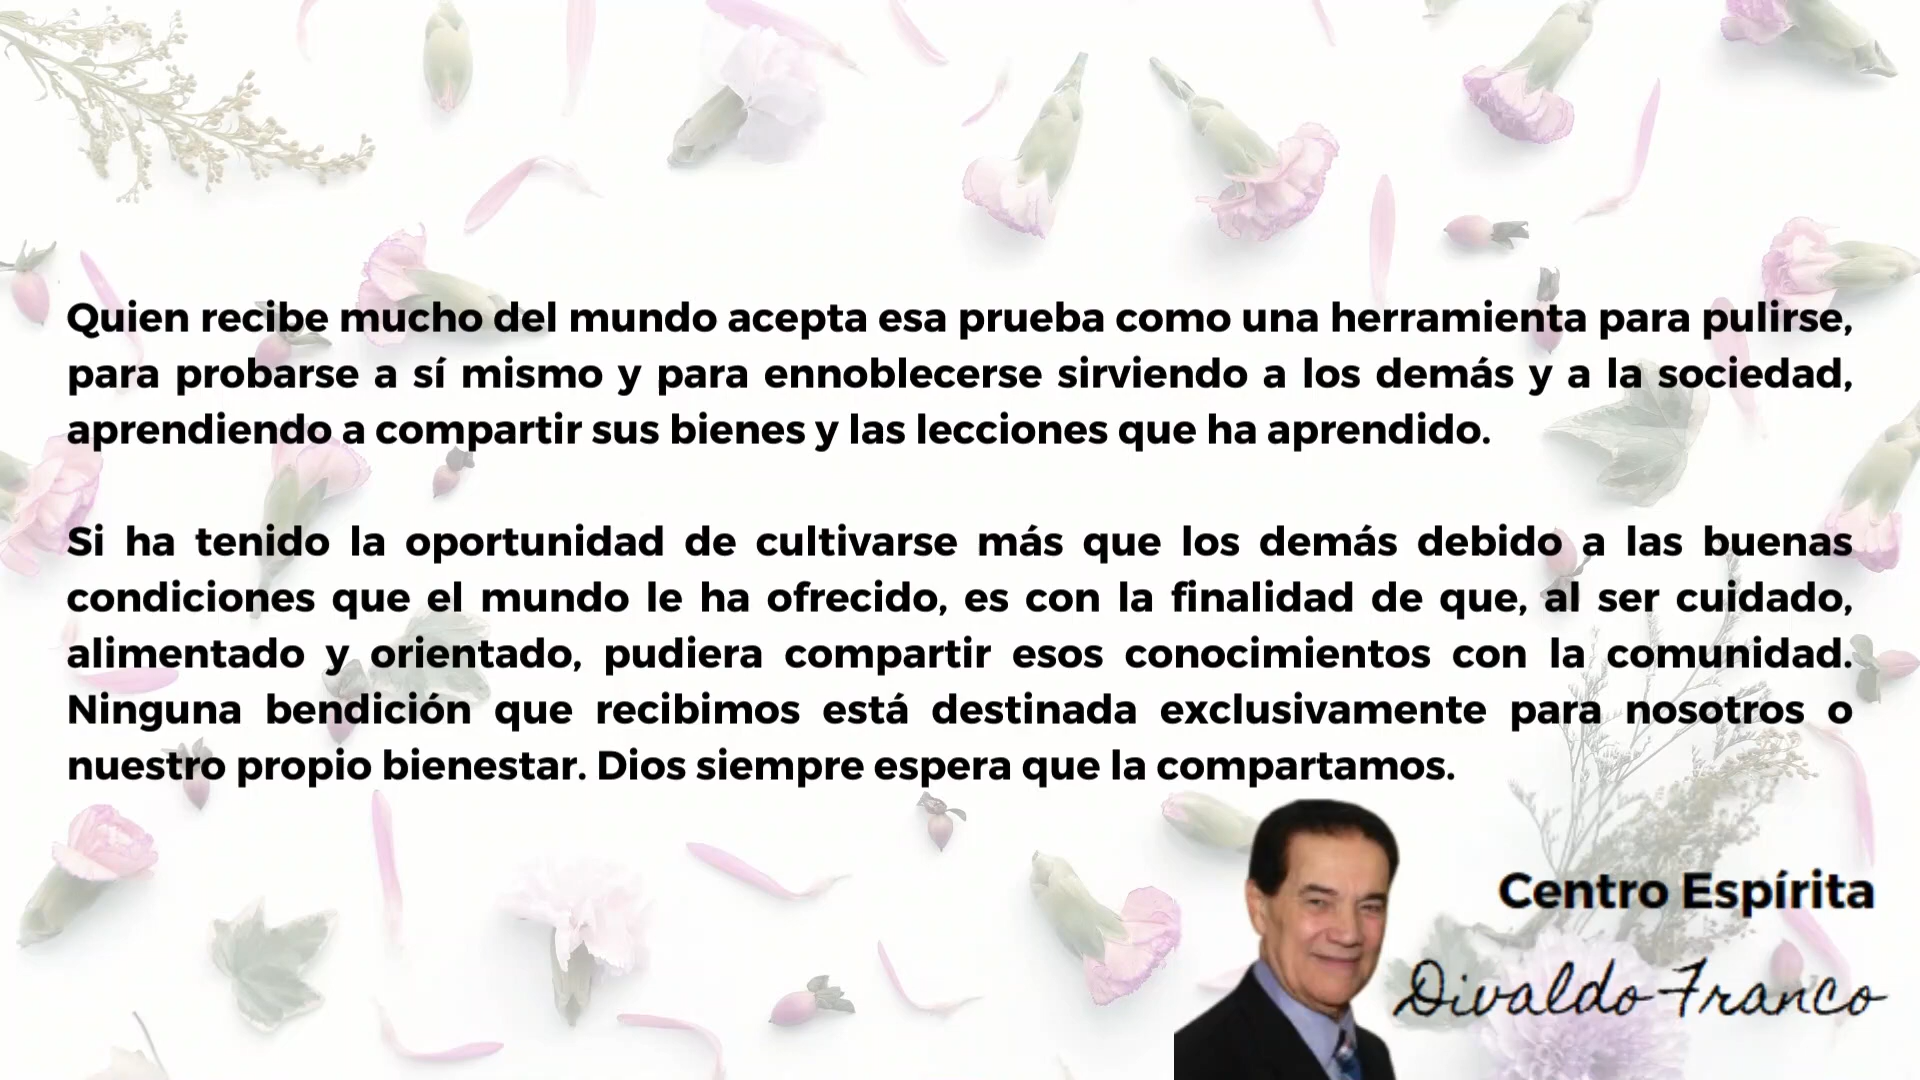 Quien recibe mucho del mundo acepta esa prueba como una herramienta para pulirse,
para probarse a sí mismo y para ennoblecerse sirviendo a los demás y a la sociedad,
aprendiendo a compartir sus bienes y las lecciones que ha aprendido.
Si ha tenido la oportunidad de cultivarse más que los demás debido a las buenas
condiciones que el mundo le ha ofrecido, es con la finalidad de que, al ser cuidado,
alimentado y orientado, pudiera compartir esos conocimientos con la comunidad.
Ninguna bendición que recibimos está destinada exclusivamente para nosotros o
nuestro propio bienestar. Dios siempre espera que la compartamos.
Centro Espírita
Divaldo Franco